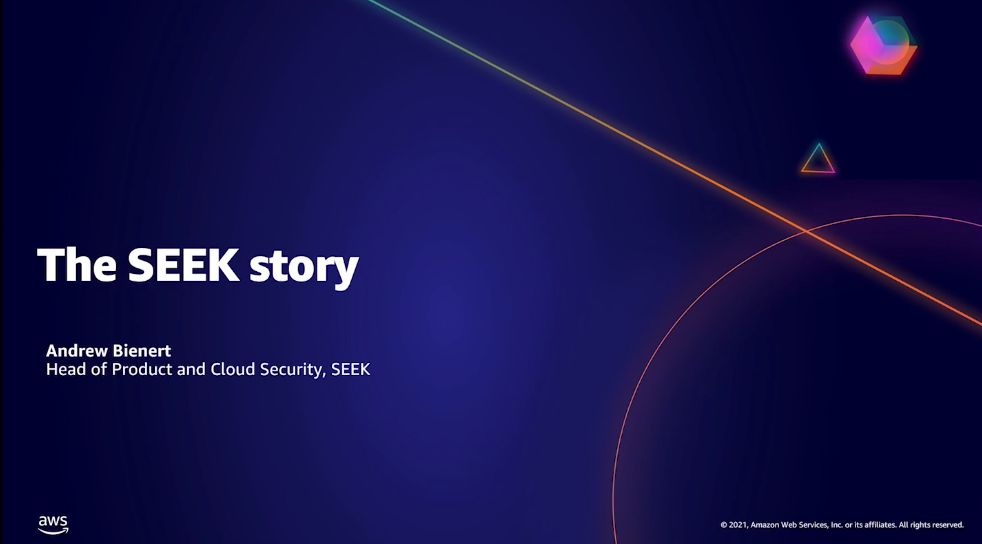 The SEEK story
Andrew Bienert
Head of Product and Cloud Security, SEEK
aws
© 2021, Amazon Web Services, Inc. or its affiliates. All rights reserved.